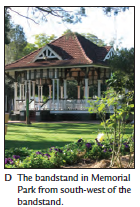 D The bandstand in Memorial
Park from south-west of the
bandstand.